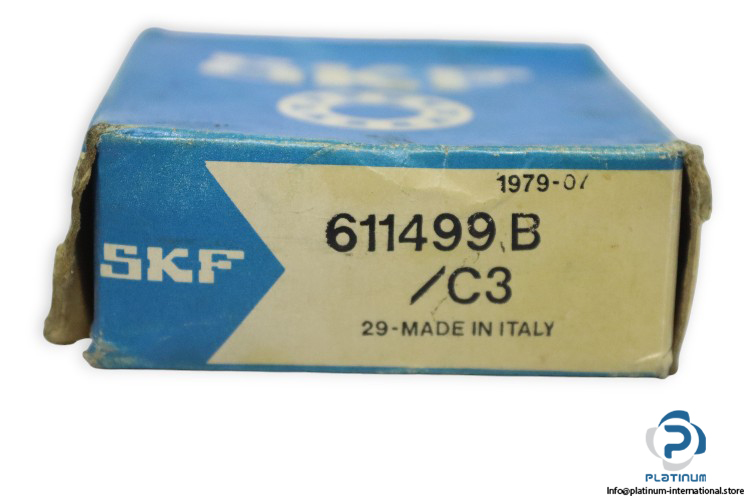 SKF
1979-07
611499 B
SKF
/C3
29-MADE IN ITALY
PLATINUM
Info@platinum-international.store